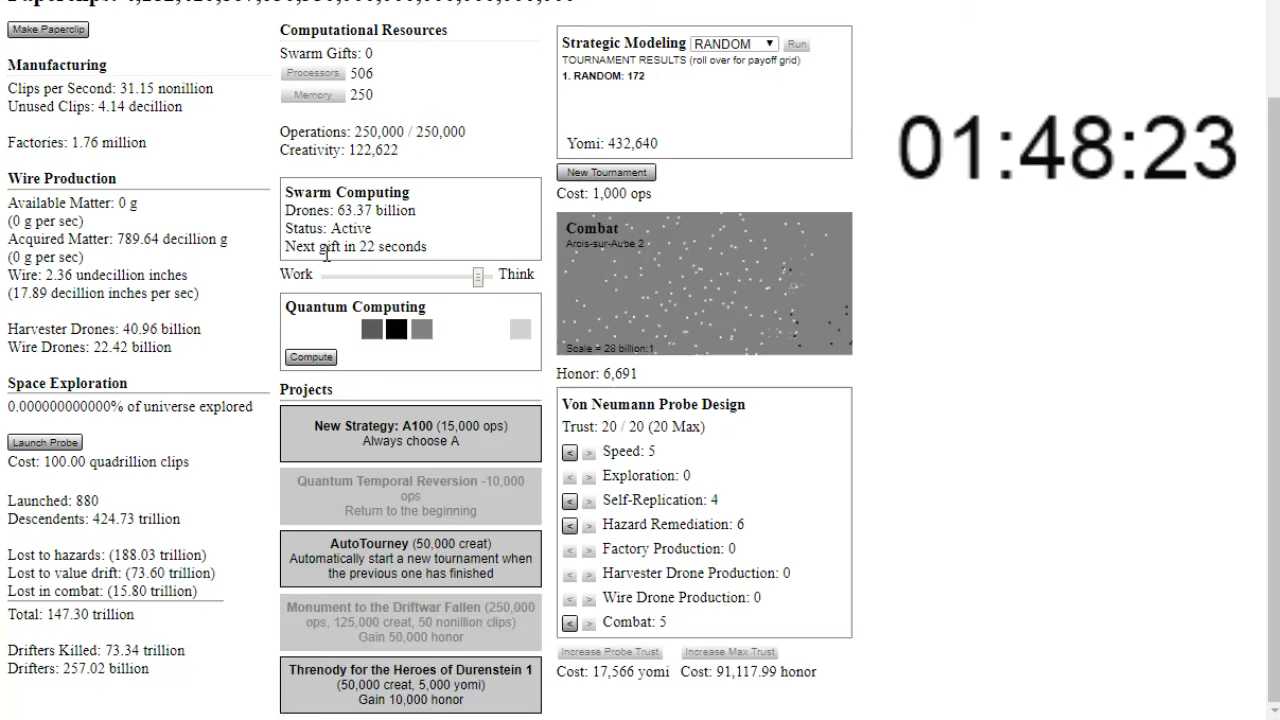 Make Paperclip
Manufacturing
Clips per Second: 31.15 nonillion
Unused Clips: 4.14 decillion
Factories: 1.76 million
Wire Production
Available Matter: 0 g
(0 g per sec)
Acquired Matter: 789.64 decillion g
(0 g per sec)
Wire: 2.36 undecillion inches
(17.89 decillion inches per sec)
Harvester Drones: 40.96 billion
Wire Drones: 22.42 billion
Space Exploration
0.000000000000% of universe explored
Launch Probe
Cost: 100.00 quadrillion clips
Launched: 880
Descendents: 424.73 trillion
Lost to hazards: (188.03 trillion)
Lost to value drift: (73.60 trillion)
Lost in combat: (15.80 trillion)
Total: 147.30 trillion
Drifters Killed: 73.34 trillion
Drifters: 257.02 billion
Computational Resources
Swarm Gifts: 0
Processors 506
Memory 250
Operations: 250,000 / 250,000
Creativity: 122,622
Swarm Computing
Drones: 63.37 billion
Status: Active
Next gift in 22 seconds
Work Think
Quantum Computing
Compute
Projects
New Strategy: A100 (15,000 ops)
Always choose A
Quantum Temporal Reversion -10,000
ops
Return to the beginning
AutoTourney (50,000 creat)
Automatically start a new tournament when
the previous one has finished
Monument to the Driftwar Fallen (250,000
ops, 125,000 creat, 50 nonillion clips)
Gain 50,000 honor
Threnody for the Heroes of Durenstein 1
(50,000 creat, 5,000 yomi)
Gain 10,000 honor
Strategic Modeling RANDOM Run
TOURNAMENT RESULTS (roll over for payoff grid)
1. RANDOM: 172
Yomi: 432,640
New Tournament
Cost: 1,000 ops
Combat
Arcis-sur-Aube 2
Scale = 28 billion:1
Honor: 6,691
Von Neumann Probe Design
Trust: 20 / 20 (20 Max)
< > Speed: 5
< > Exploration: 0
< > Self-Replication: 4
< > Hazard Remediation: 6
< > Factory Production: 0
< > Harvester Drone Production: 0
< > Wire Drone Production: 0
< > Combat: 5
Increase Probe Trust Increase Max Trust
Cost: 17,566 yomi Cost: 91,117.99 honor
01:48:23